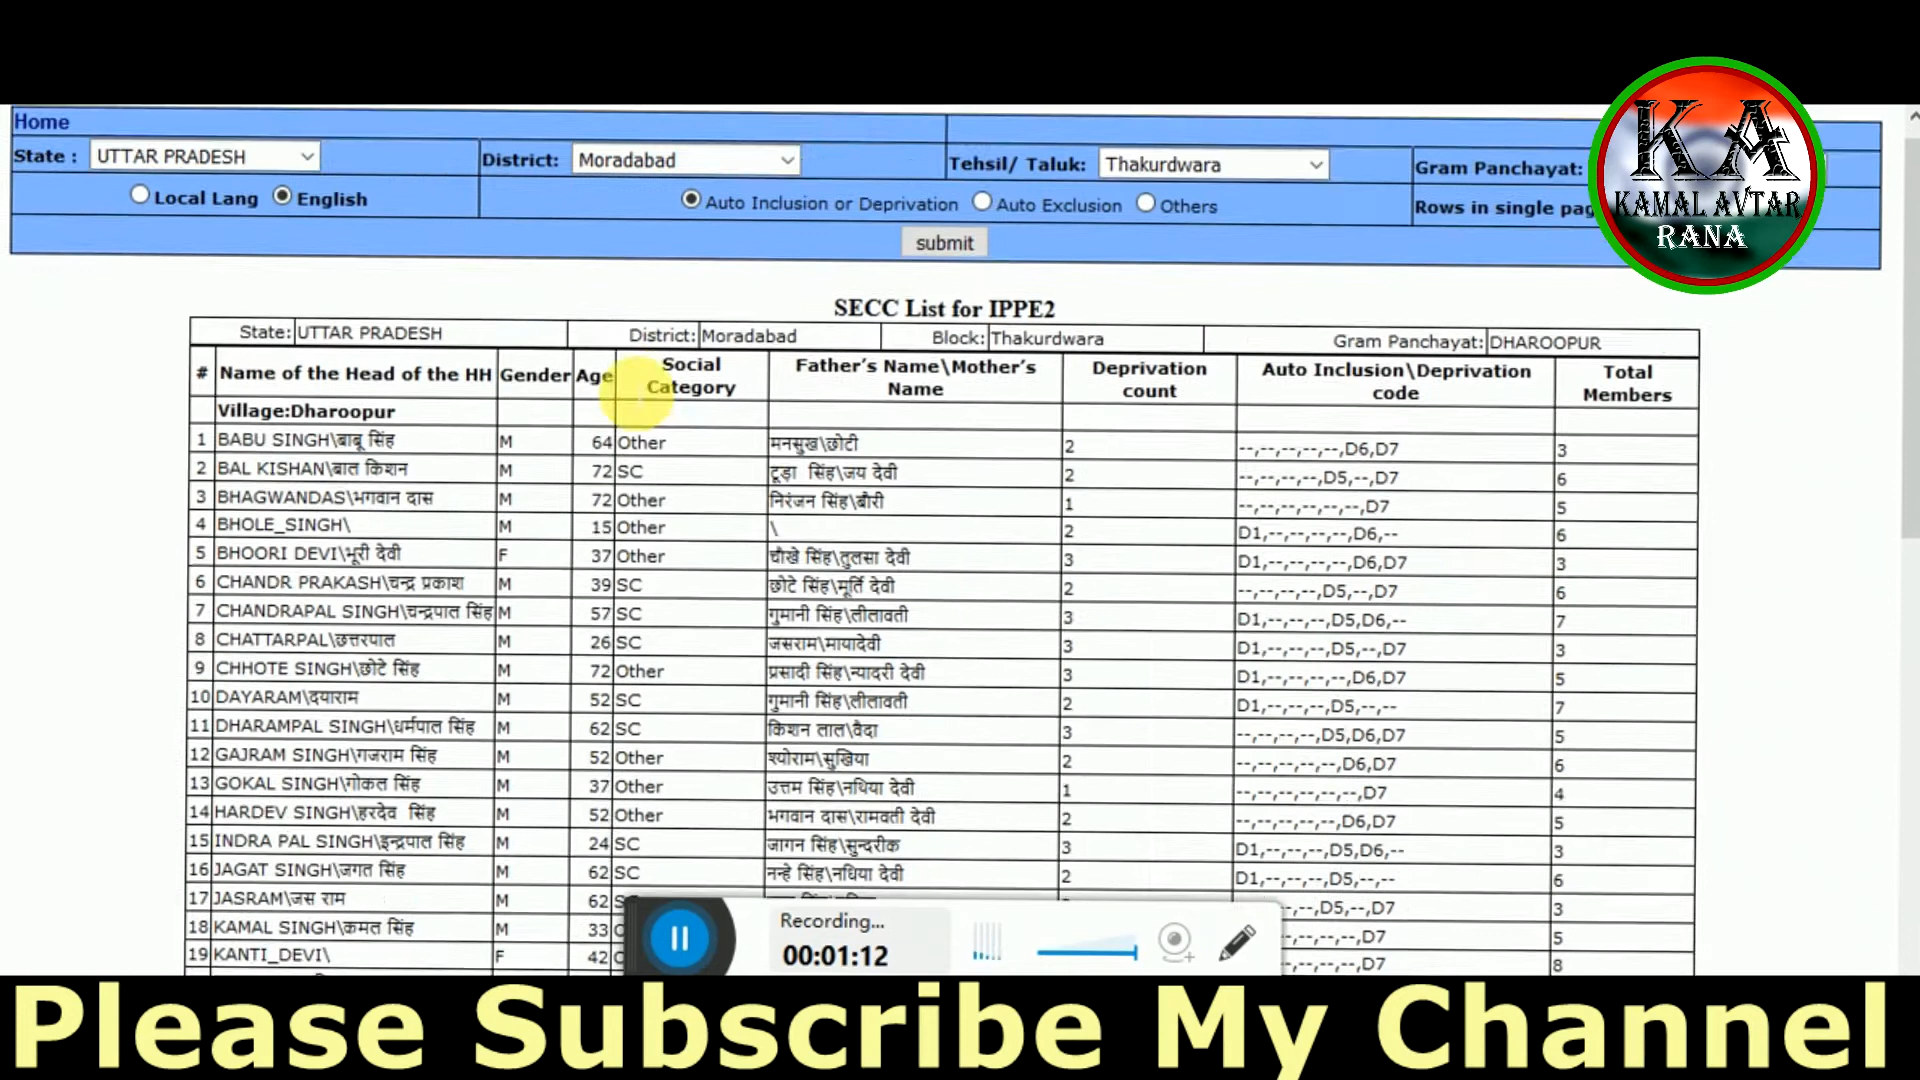 Home
State : UTTAR PRADESH District: Moradabad Tehsil/ Taluk: Thakurdwara Gram Panchayat:
Local Lang English Auto Inclusion or Deprivation Auto Exclusion Others Rows in single
submit
KA
KAMAL AVTAR
RANA
SECC List for IPPE2
State: UTTAR PRADESH District: Moradabad Block: Thakurdwara Gram Panchayat: DHAROOPUR
# Name of the Head of the HH Gender Age Social Category Father's Name\Mother's Name Deprivation count Auto Inclusion\Deprivation code Total Members
Village:Dharoopur
1 BABU SINGH\बाबू सिंह M 64 Other मनसुख\छोटी 2 --,--,--,--,--,D6,D7 3
2 BAL KISHAN\बाल किशन M 72 SC टूड़ा सिंह\जय देवी 2 --,--,--,--,D5,--,D7 6
3 BHAGWANDAS\भगवान दास M 72 Other निरंजन सिंह\बौरी 1 --,--,--,--,--,--,D7 5
4 BHOLE_SINGH\ M 15 Other \ 2 D1,--,--,--,--,D6,-- 6
5 BHOORI DEVI\भूरी देवी F 37 Other चौखे सिंह\तुलसा देवी 3 D1,--,--,--,--,D6,D7 3
6 CHANDR PRAKASH\चन्द्र प्रकाश M 39 SC छोटे सिंह\मूर्ति देवी 2 --,--,--,--,D5,--,D7 6
7 CHANDRAPAL SINGH\चन्द्रपाल सिंह M 57 SC गुमानी सिंह\लीलावती 3 D1,--,--,--,D5,D6,-- 7
8 CHATTARPAL\छत्तरपाल M 26 SC जसराम\मायादेवी 3 D1,--,--,--,D5,--,D7 3
9 CHHOTE SINGH\छोटे सिंह M 72 Other प्रसादी सिंह\न्यादरी देवी 3 D1,--,--,--,--,D6,D7 5
10 DAYARAM\दयाराम M 52 SC गुमानी सिंह\लीलावती 2 D1,--,--,--,D5,--,-- 7
11 DHARAMPAL SINGH\धर्मपाल सिंह M 62 SC किशन लाल\वैदा 3 --,--,--,--,D5,D6,D7 5
12 GAJRAM SINGH\गजराम सिंह M 52 Other श्योराम\सुखिया 2 --,--,--,--,--,D6,D7 6
13 GOKAL SINGH\गोकल सिंह M 37 Other उत्तम सिंह\नथिया देवी 1 --,--,--,--,--,--,D7 4
14 HARDEV SINGH\हरदेव सिंह M 52 Other भगवान दास\रामवती देवी 2 --,--,--,--,--,D6,D7 5
15 INDRA PAL SINGH\इन्द्रपाल सिंह M 24 SC जागन सिंह\सुन्दरीक 3 D1,--,--,--,D5,D6,-- 3
16 JAGAT SINGH\जगत सिंह M 62 SC नन्हे सिंह\नथिया देवी 2 D1,--,--,--,D5,--,-- 6
17 JASRAM\जस राम M 62 --,--,D5,--,D7 3
18 KAMAL SINGH\कमल सिंह M 33 --,--,--,D7 5
19 KANTI_DEVI\ F 42 --,--,--,D7 8
Recording...
00:01:12
Please Subscribe My Channel